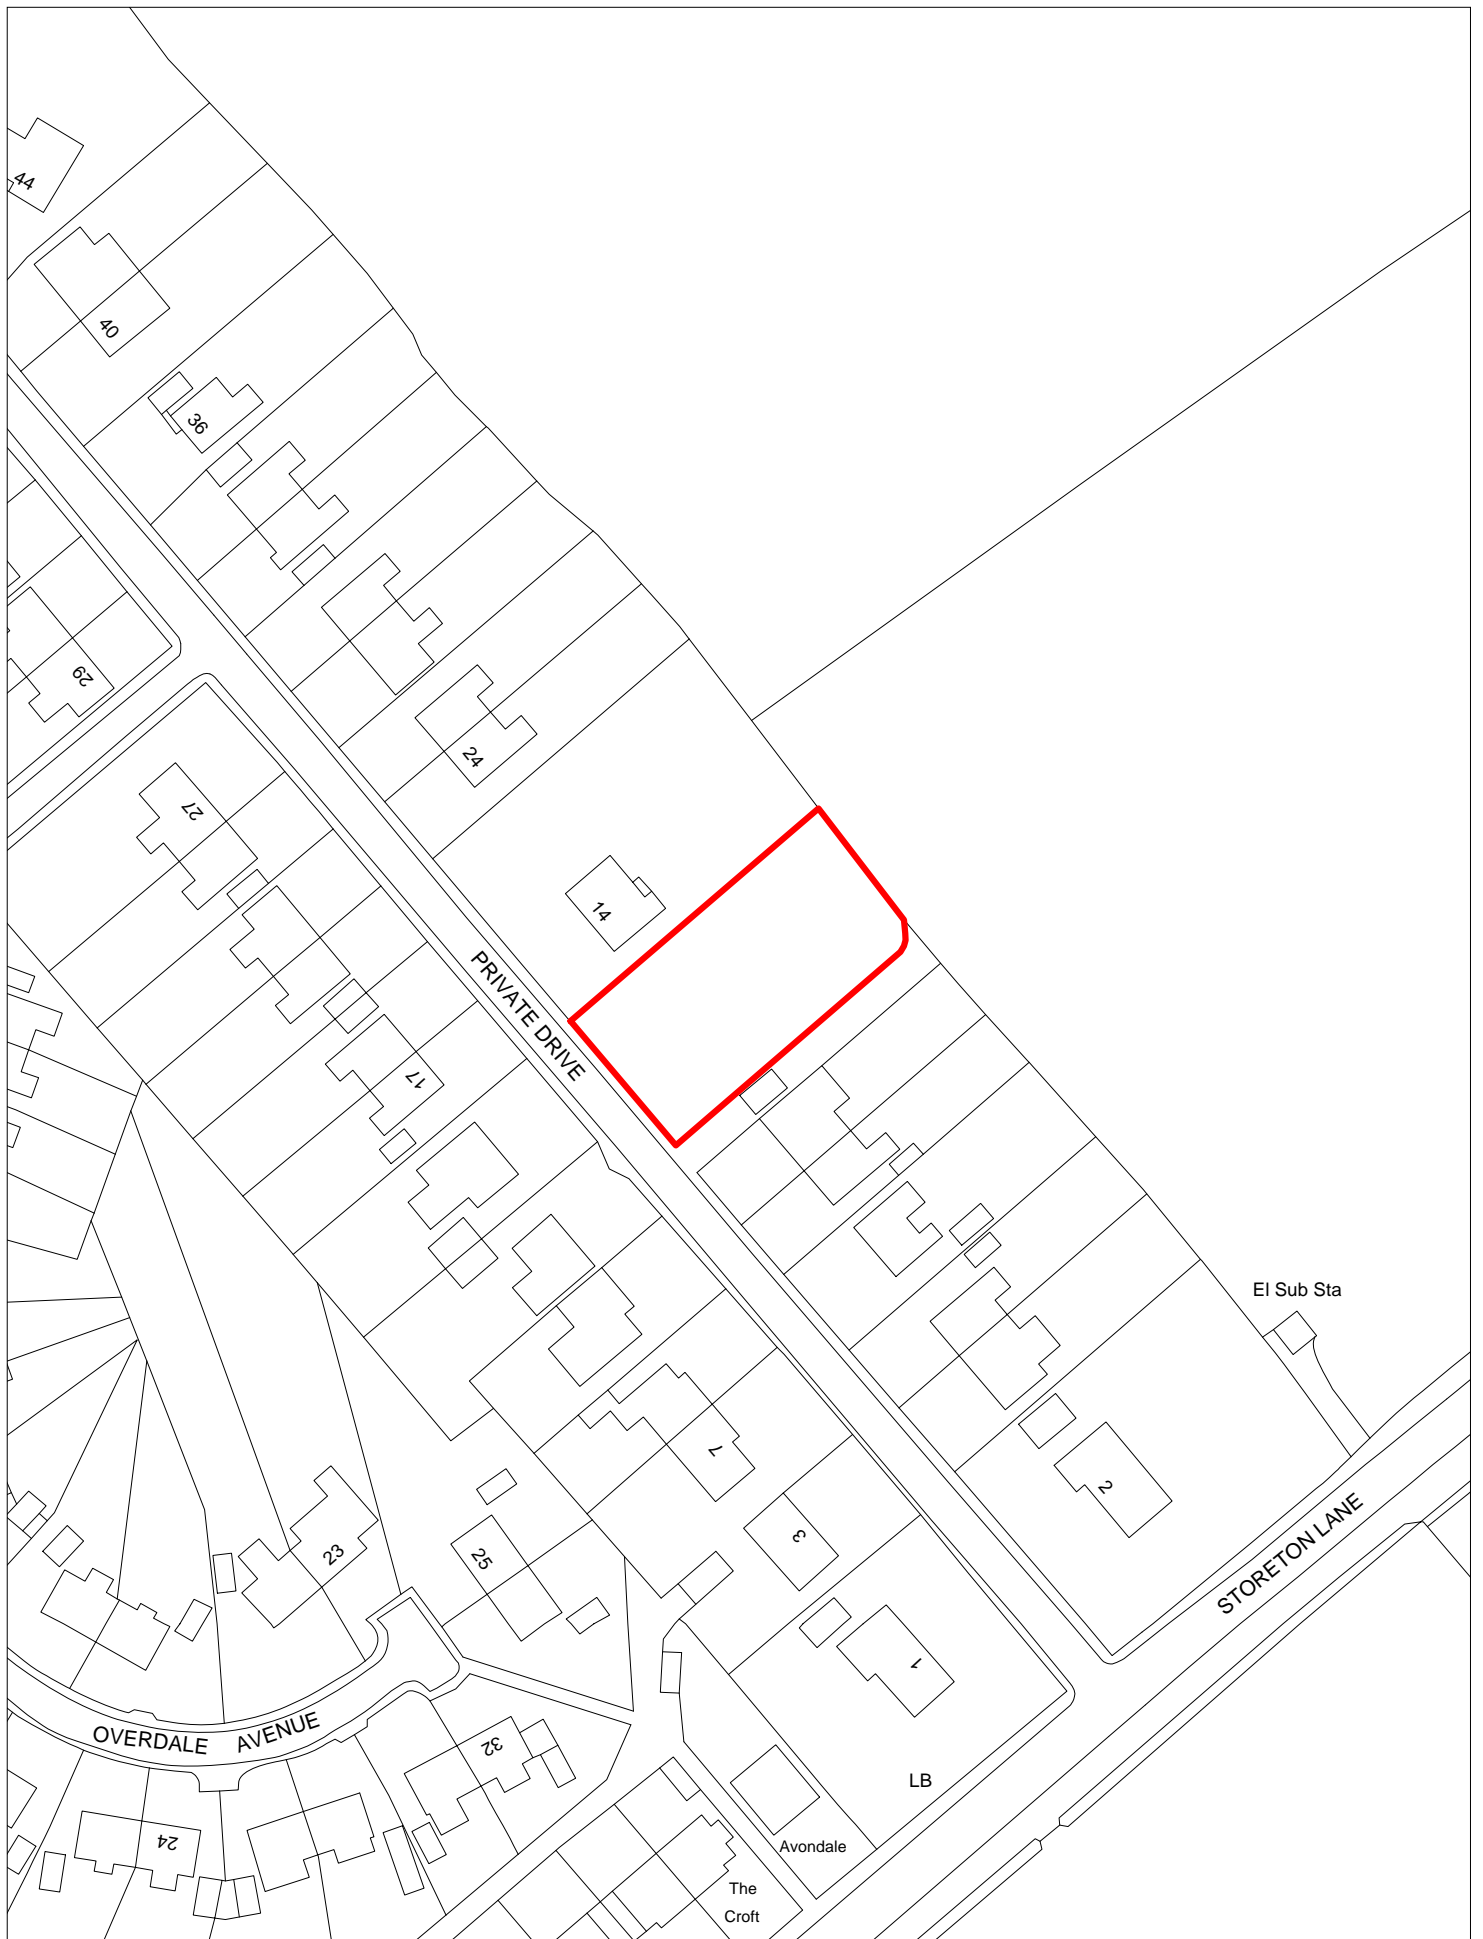 44
40
36
29
24
27
14
PRIVATE DRIVE
17
El Sub Sta
7
2
3
23
25
STORETON LANE
1
OVERDALE AVENUE
32
LB
24
Avondale
The
Croft